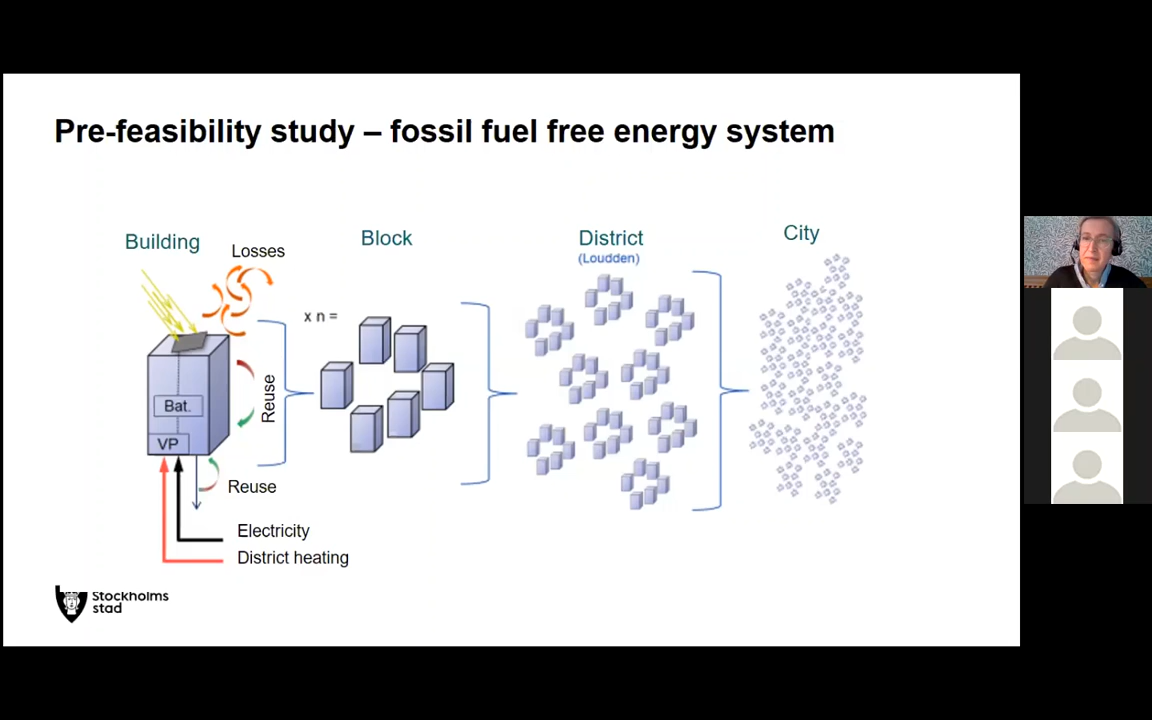 Pre-feasibility study – fossil fuel free energy system
Building
Losses
Block
District
(Loudden)
City
x n =
Reuse
Bat.
VP
Reuse
Electricity
District heating
Stockholms
stad